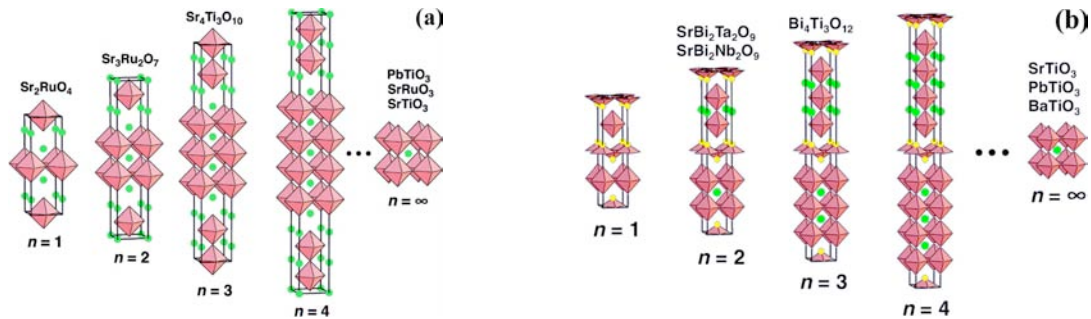 (a)
Sr4Ti3O10
Sr3Ru2O7
Sr2RuO4
PbTiO3
SrRuO3
SrTiO3
•••
n = ∞
n = 1
n = 2
n = 3
n = 4
(b)
Bi4Ti3O12
SrBi2Ta2O9
SrBi2Nb2O9
SrTiO3
PbTiO3
BaTiO3
•••
n = ∞
n = 1
n = 2
n = 3
n = 4